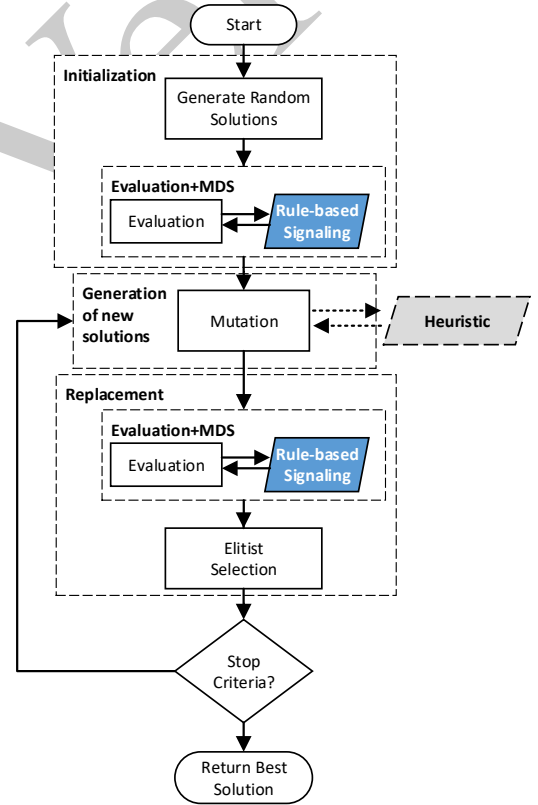 Start
Initialization
Generate Random
Solutions
Evaluation+MDS
Evaluation
Rule-based
Signaling
Generation
of new
solutions
Mutation
Heuristic
Replacement
Evaluation+MDS
Evaluation
Rule-based
Signaling
Elitist
Selection
Stop
Criteria?
Return Best
Solution